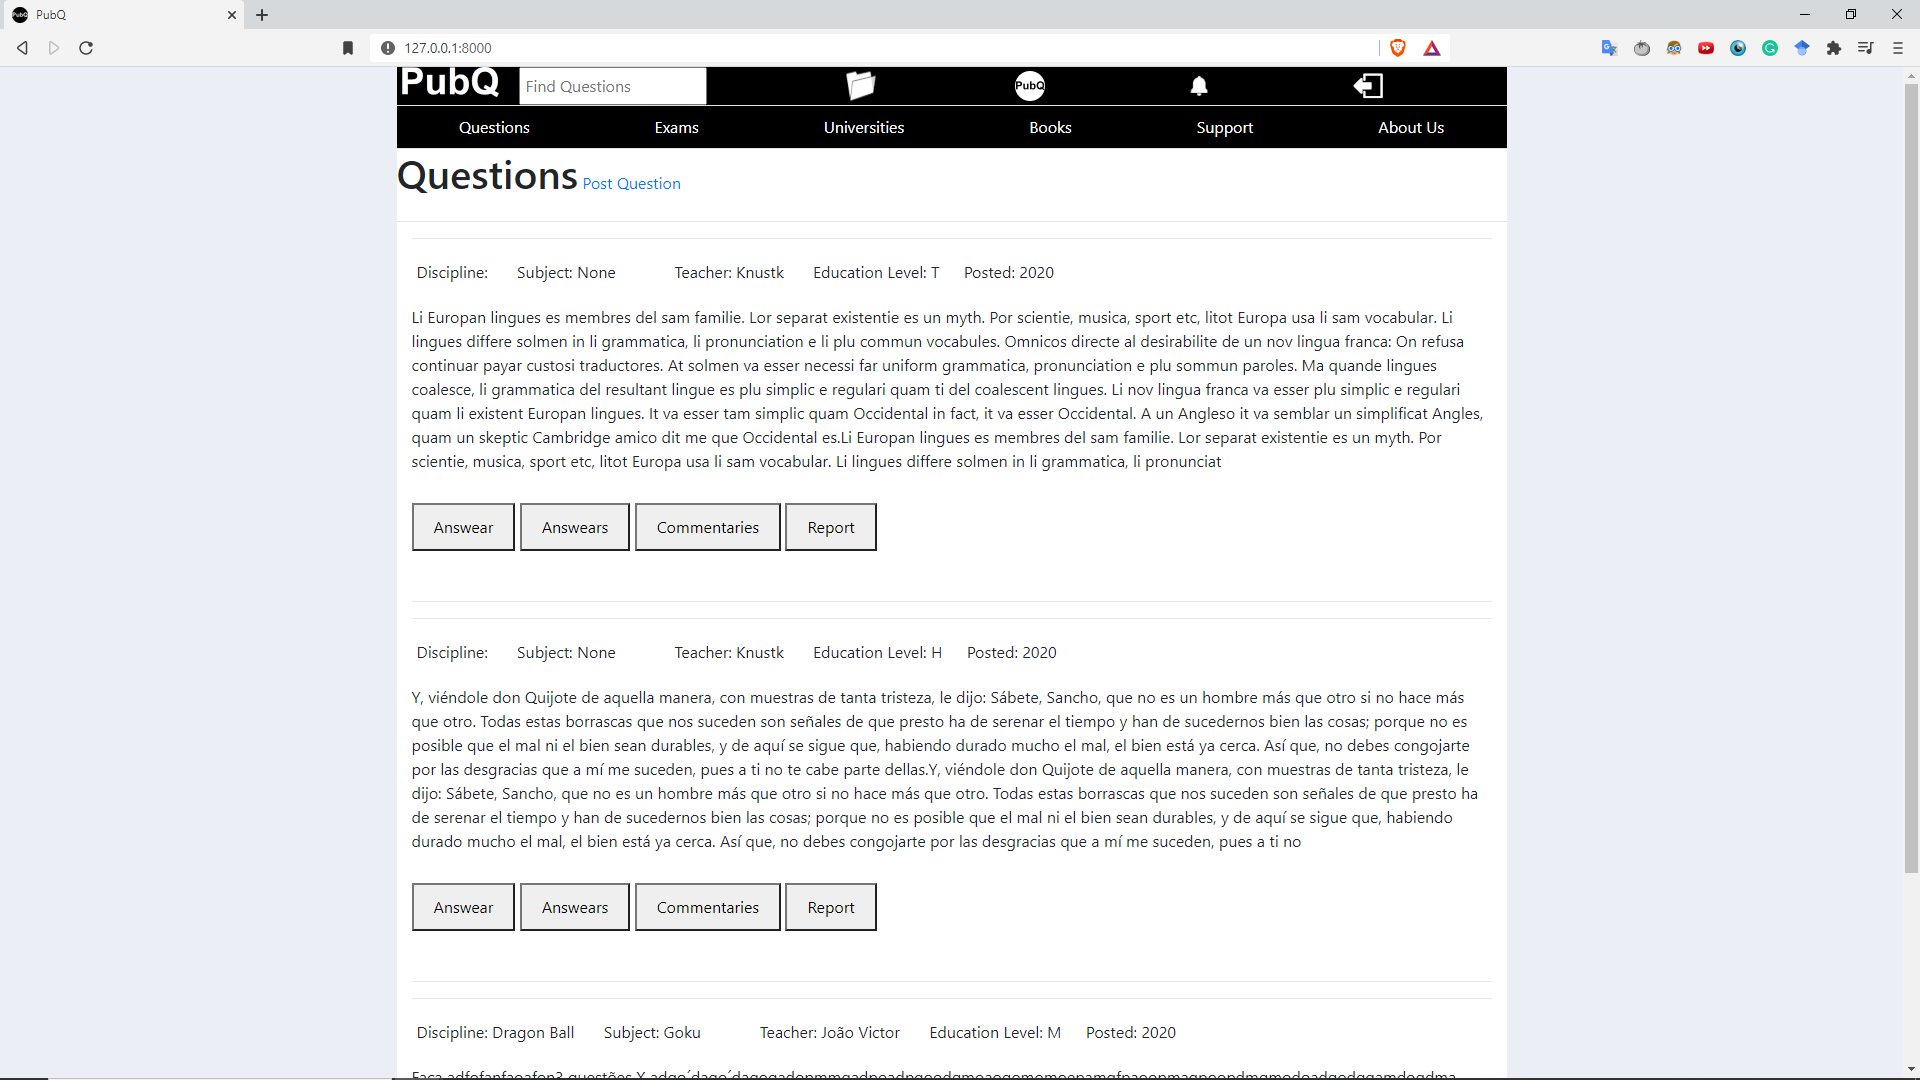 PubQ
127.0.0.1:8000
PubQ Find Questions PubQ
Questions Exams Universities Books Support About Us
Questions Post Question
Discipline: Subject: None Teacher: Knustk Education Level: T Posted: 2020
Li Europan lingues es membres del sam familie. Lor separat existentie es un myth. Por scientie, musica, sport etc, litot Europa usa li sam vocabular. Li
lingues differe solmen in li grammatica, li pronunciation e li plu commun vocabules. Omnicos directe al desirabilite de un nov lingua franca: On refusa
continuar payar custosi traductores. At solmen va esser necessi far uniform grammatica, pronunciation e plu sommun paroles. Ma quande lingues
coalesce, li grammatica del resultant lingue es plu simplic e regulari quam ti del coalescent lingues. Li nov lingua franca va esser plu simplic e regulari
quam li existent Europan lingues. It va esser tam simplic quam Occidental in fact, it va esser Occidental. A un Angleso it va semblar un simplificat Angles,
quam un skeptic Cambridge amico dit me que Occidental es.Li Europan lingues es membres del sam familie. Lor separat existentie es un myth. Por
scientie, musica, sport etc, litot Europa usa li sam vocabular. Li lingues differe solmen in li grammatica, li pronunciat
Answear Answears Commentaries Report
Discipline: Subject: None Teacher: Knustk Education Level: H Posted: 2020
Y, viéndole don Quijote de aquella manera, con muestras de tanta tristeza, le dijo: Sábete, Sancho, que no es un hombre más que otro si no hace más
que otro. Todas estas borrascas que nos suceden son señales de que presto ha de serenar el tiempo y han de sucedernos bien las cosas; porque no es
posible que el mal ni el bien sean durables, y de aquí se sigue que, habiendo durado mucho el mal, el bien está ya cerca. Así que, no debes congojarte
por las desgracias que a mí me suceden, pues a ti no te cabe parte dellas.Y, viéndole don Quijote de aquella manera, con muestras de tanta tristeza, le
dijo: Sábete, Sancho, que no es un hombre más que otro si no hace más que otro. Todas estas borrascas que nos suceden son señales de que presto ha
de serenar el tiempo y han de sucedernos bien las cosas; porque no es posible que el mal ni el bien sean durables, y de aquí se sigue que, habiendo
durado mucho el mal, el bien está ya cerca. Así que, no debes congojarte por las desgracias que a mí me suceden, pues a ti no
Answear Answears Commentaries Report
Discipline: Dragon Ball Subject: Goku Teacher: João Victor Education Level: M Posted: 2020